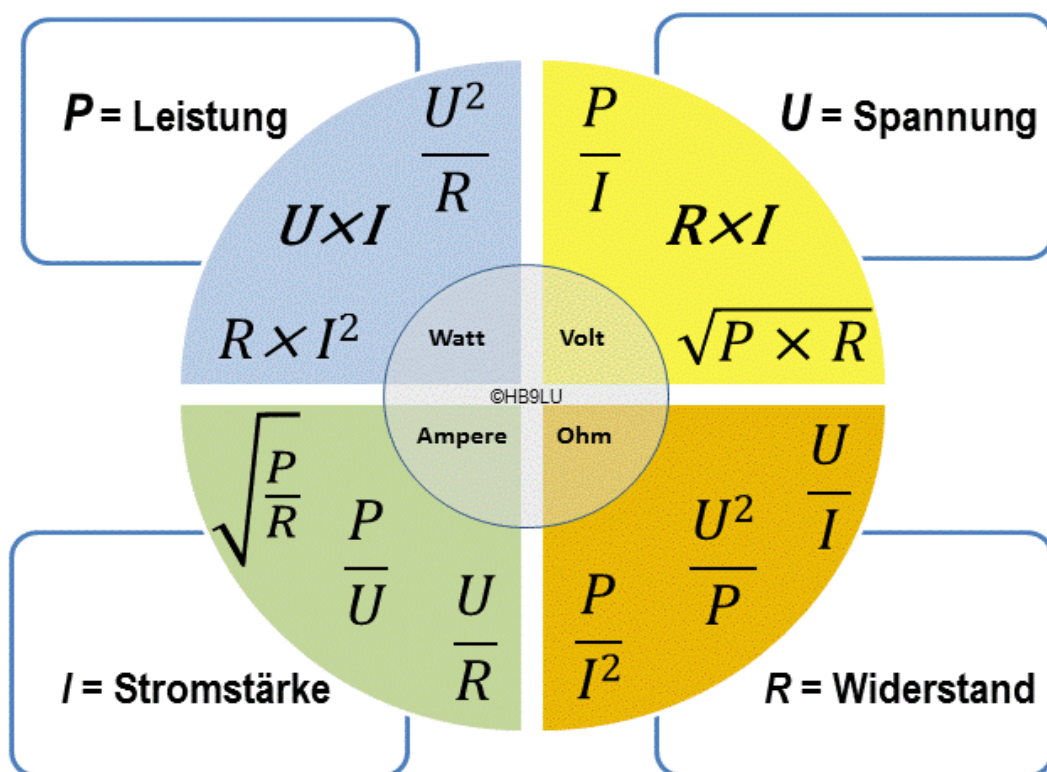 P = Leistung
U²/R
U×I
R × I²
Watt
P/I
R×I
√(P × R)
Volt
U = Spannung
©HB9LU
Ampere
√(P/R)
P/U
U/R
I = Stromstärke
Ohm
U/I
U²/P
P/I²
R = Widerstand